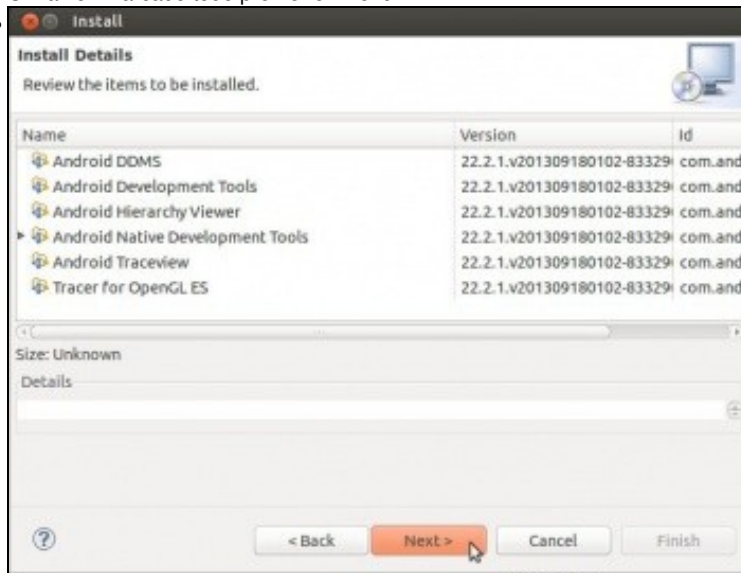 Install
Install Details
Review the items to be installed.
Name Version Id
Android DDMS 22.2.1.v201309180102-83329 com.and
Android Development Tools 22.2.1.v201309180102-83329 com.and
Android Hierarchy Viewer 22.2.1.v201309180102-83329 com.and
Android Native Development Tools 22.2.1.v201309180102-83329 com.and
Android Traceview 22.2.1.v201309180102-83329 com.and
Tracer for OpenGL ES 22.2.1.v201309180102-83329 com.and
Size: Unknown
Details
< Back Next > Cancel Finish